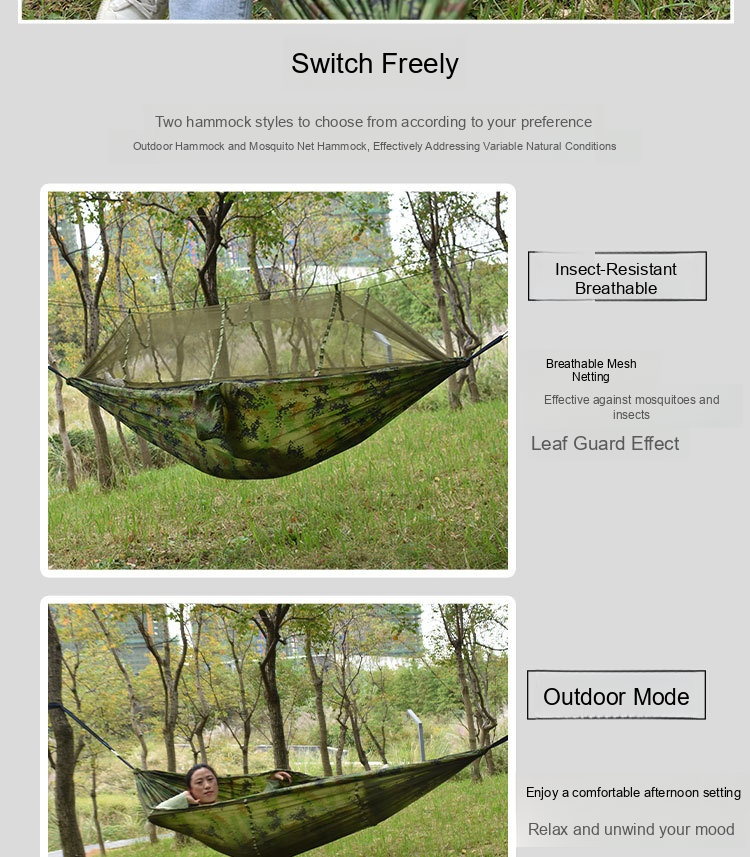 Switch Freely
Two hammock styles to choose from according to your preference
Outdoor Hammock and Mosquito Net Hammock, Effectively Addressing Variable Natural Conditions
Insect-Resistant
Breathable
Breathable Mesh
Netting
Effective against mosquitoes and
insects
Leaf Guard Effect
Outdoor Mode
Enjoy a comfortable afternoon setting
Relax and unwind your mood